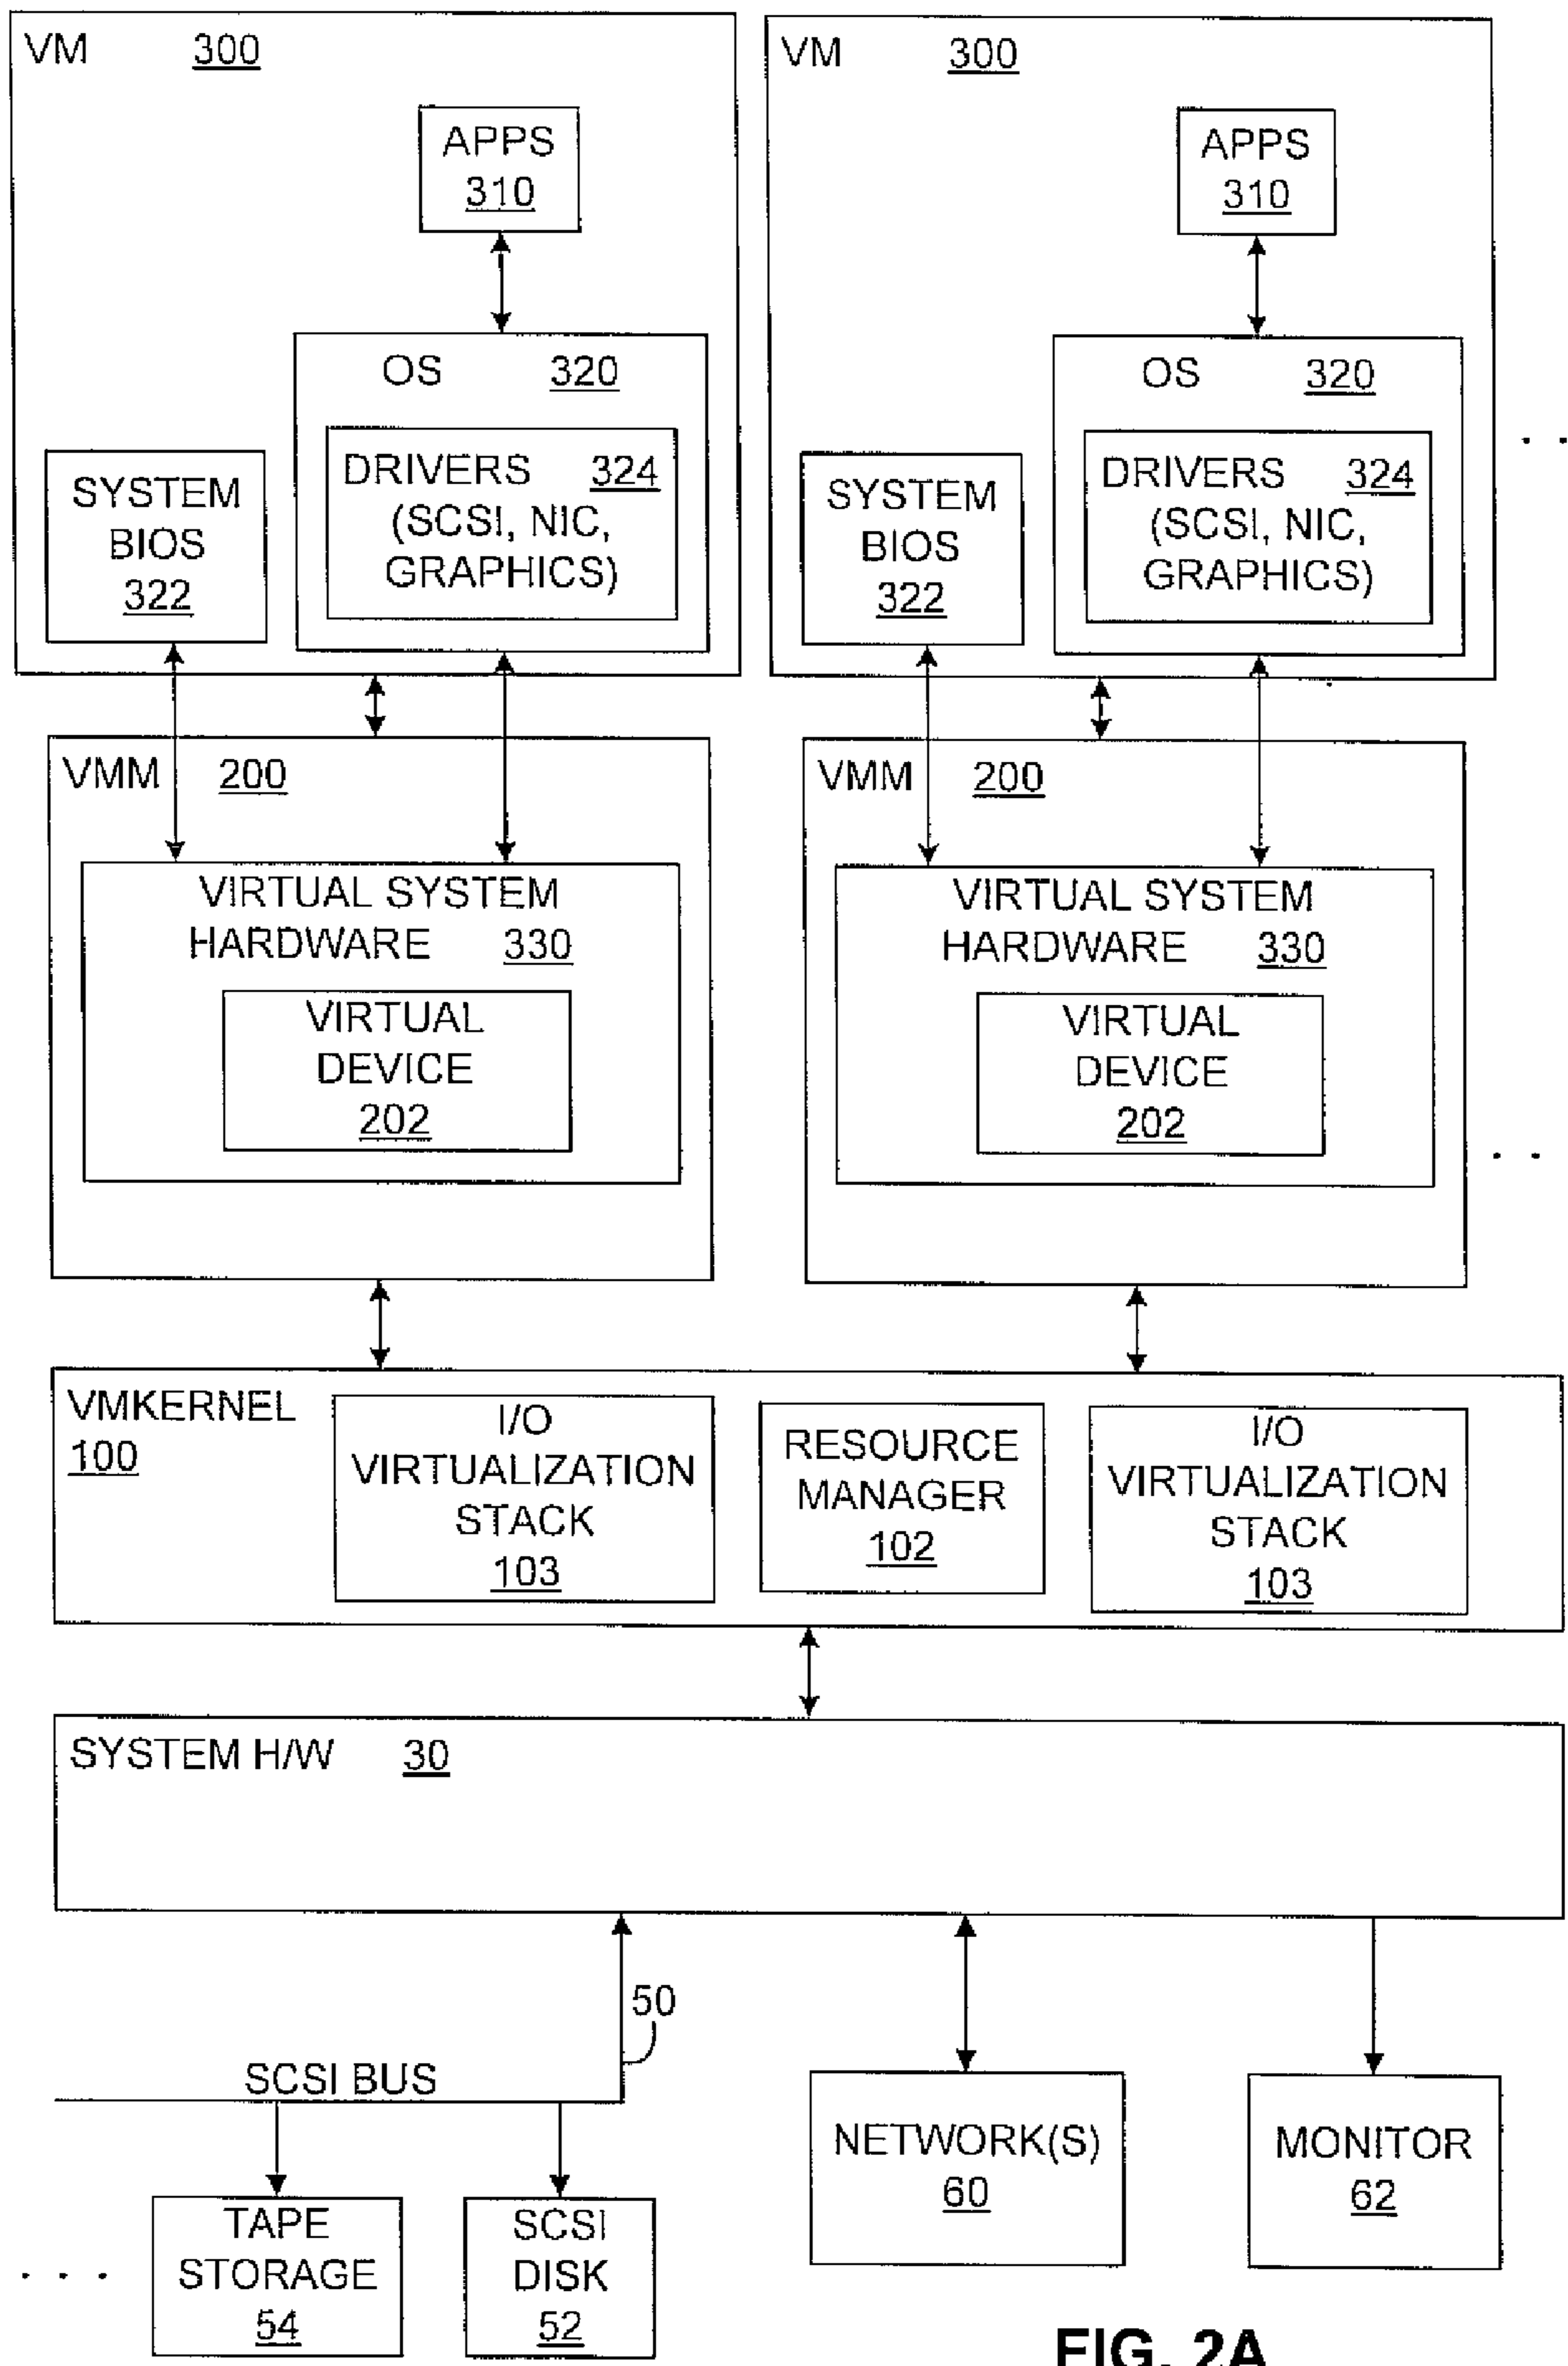 VM 300
APPS
310
OS 320
DRIVERS 324
(SCSI, NIC,
GRAPHICS)
SYSTEM
BIOS
322
VM 300
APPS
310
OS 320
DRIVERS 324
(SCSI, NIC,
GRAPHICS)
SYSTEM
BIOS
322
. .
VMM 200
VIRTUAL SYSTEM
HARDWARE 330
VIRTUAL
DEVICE
202
VMM 200
VIRTUAL SYSTEM
HARDWARE 330
VIRTUAL
DEVICE
202
. .
VMKERNEL
100
I/O
VIRTUALIZATION
STACK
103
RESOURCE
MANAGER
102
I/O
VIRTUALIZATION
STACK
103
SYSTEM H/W 30
50
SCSI BUS
. . .
TAPE
STORAGE
54
SCSI
DISK
52
NETWORK(S)
60
MONITOR
62
FIG. 2A